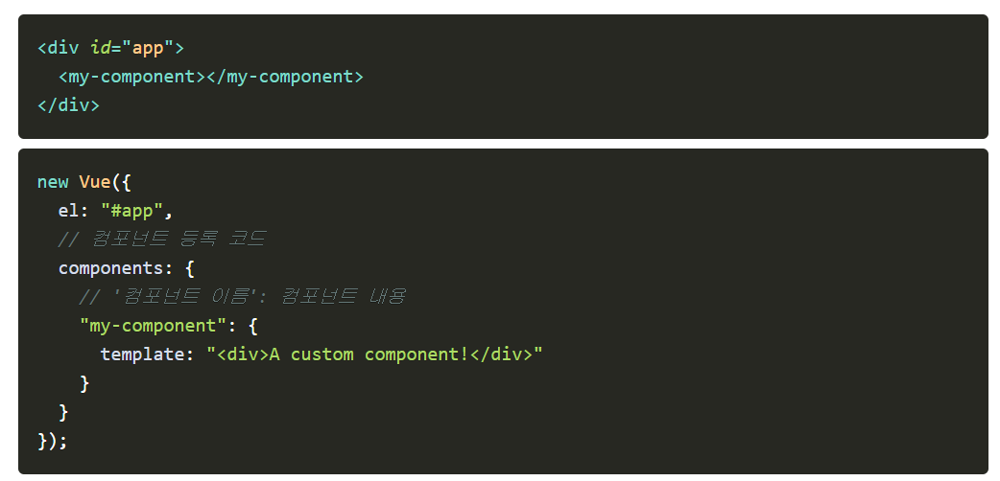 <div id="app">
  <my-component></my-component>
</div>
new Vue({
  el: "#app",
  // 컴포넌트 등록 코드
  components: {
    // '컴포넌트 이름': 컴포넌트 내용
    "my-component": {
      template: "<div>A custom component!</div>"
    }
  }
});